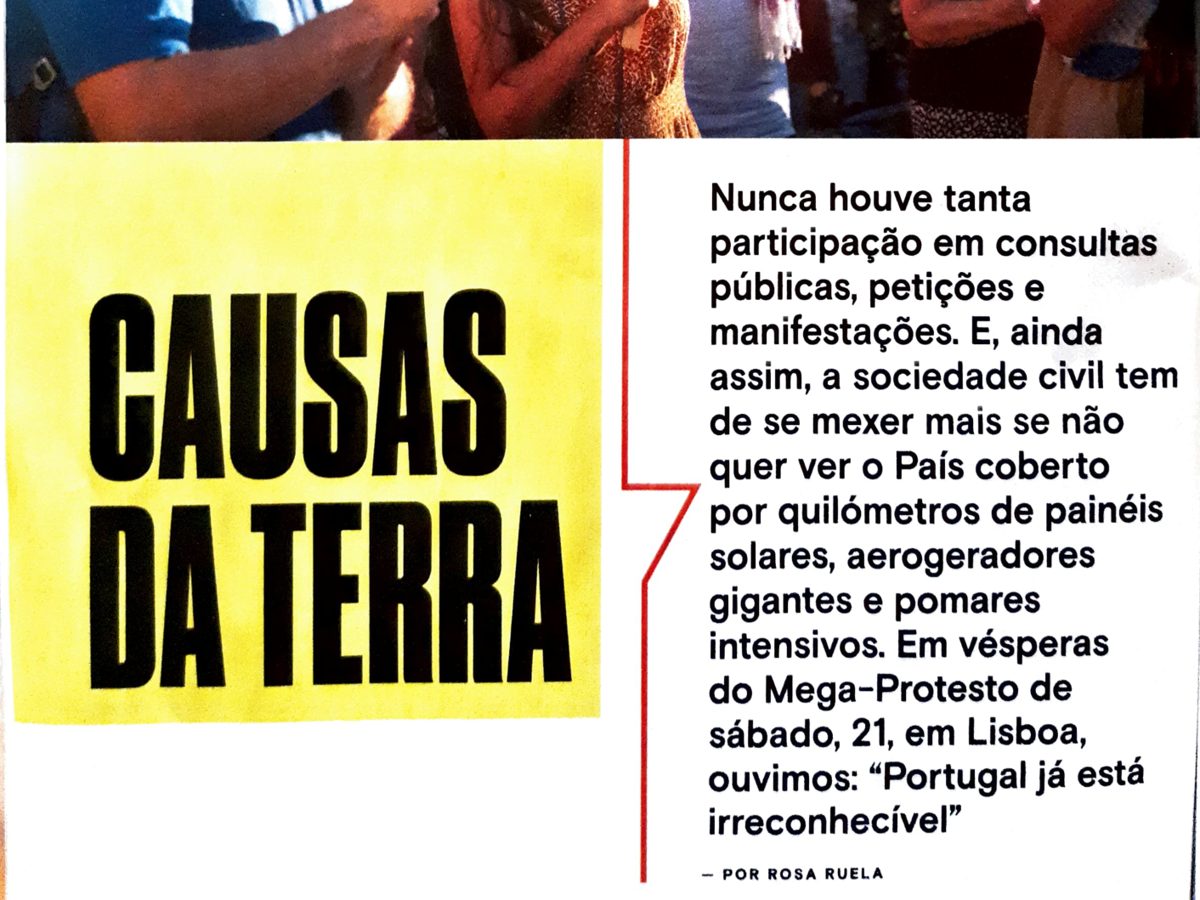 CAUSAS
DA TERRA
Nunca houve tanta
participação em consultas
públicas, petições e
manifestações. E, ainda
assim, a sociedade civil tem
de se mexer mais se não
quer ver o País coberto
por quilómetros de painéis
solares, aerogeradores
gigantes e pomares
intensivos. Em vésperas
do Mega-Protesto de
sábado, 21, em Lisboa,
ouvimos: “Portugal já está
irreconhecível”
— POR ROSA RUELA